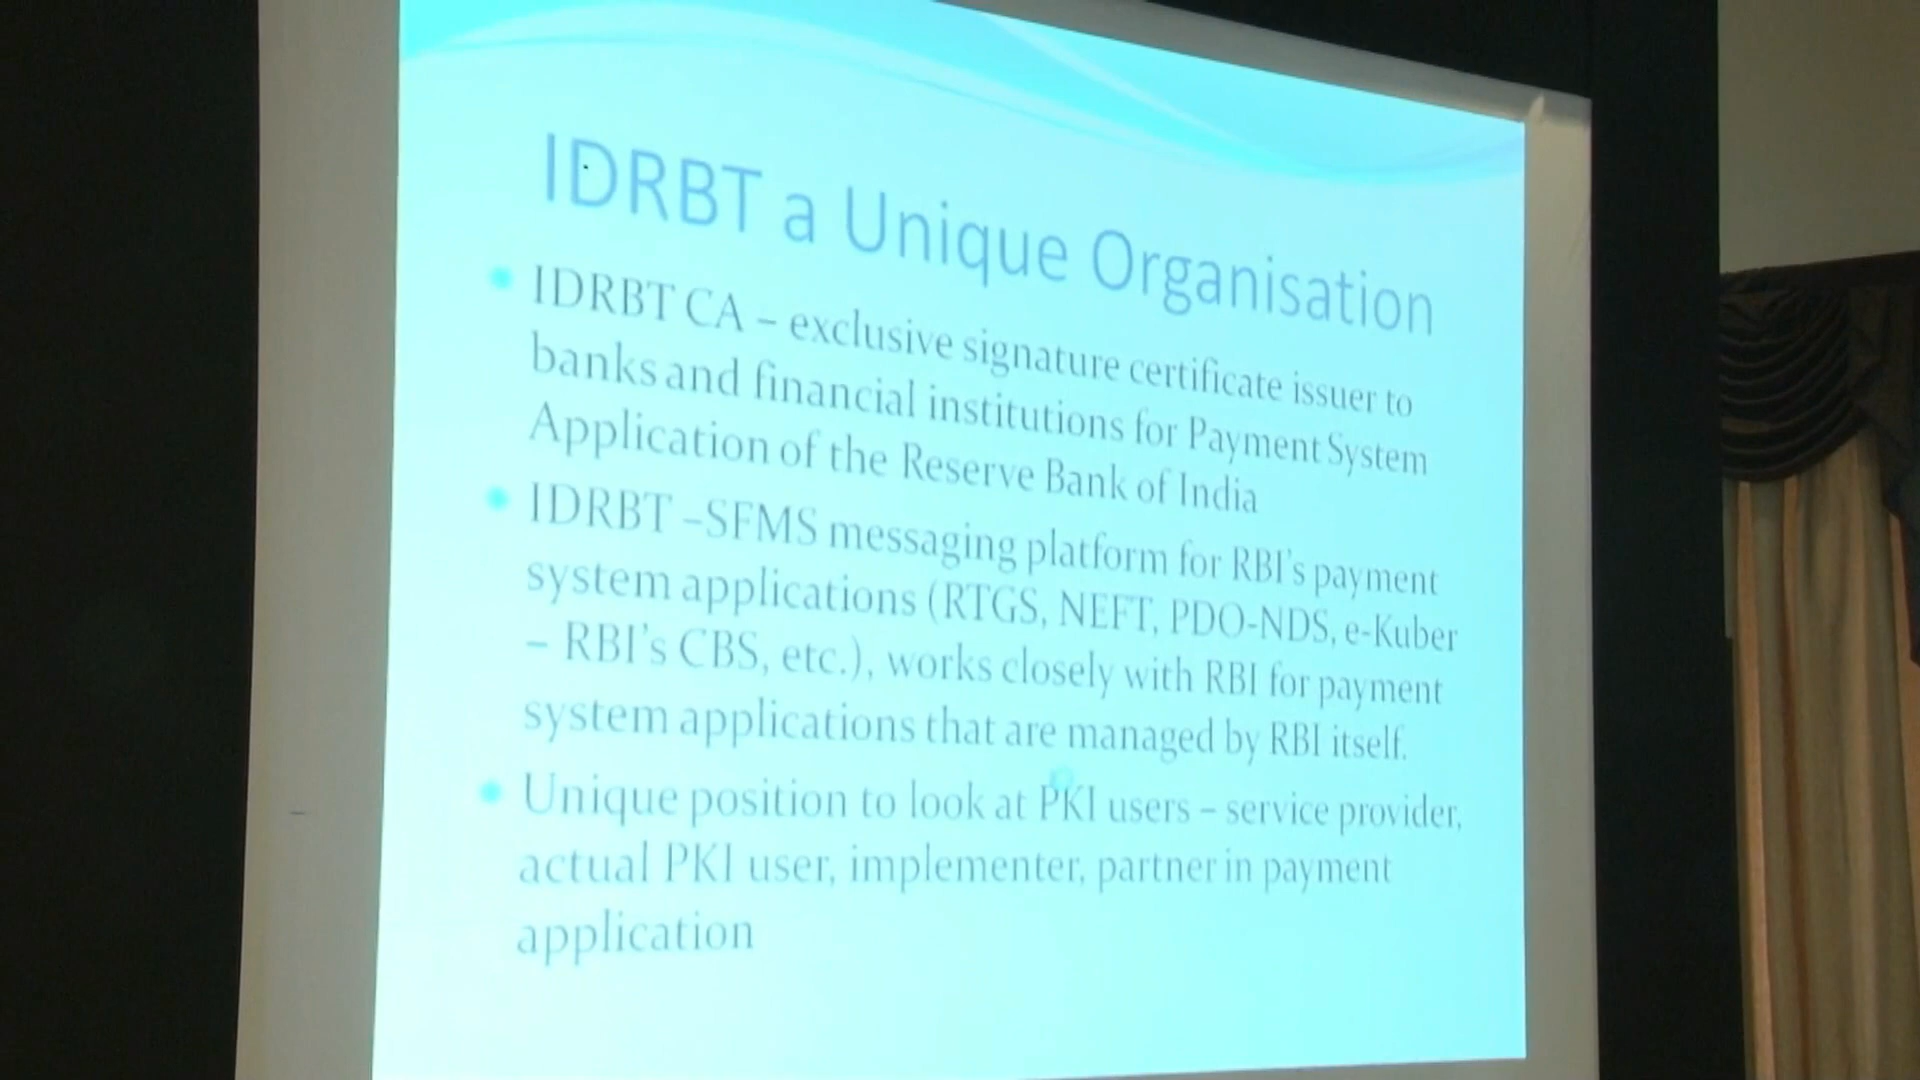 IDRBT a Unique Organisation
IDRBT CA – exclusive signature certificate issuer to
banks and financial institutions for Payment System
Application of the Reserve Bank of India
IDRBT –SFMS messaging platform for RBI's payment
system applications (RTGS, NEFT, PDO-NDS, e-Kuber
– RBI's CBS, etc.), works closely with RBI for payment
system applications that are managed by RBI itself.
Unique position to look at PKI users – service provider,
actual PKI user, implementer, partner in payment
application